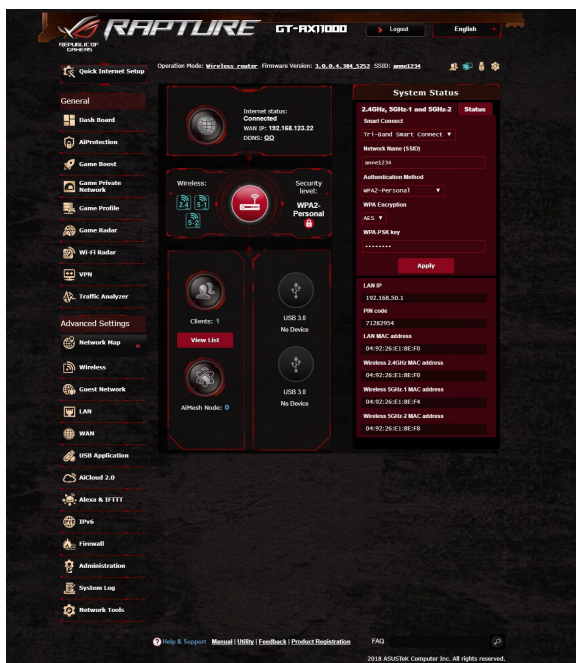 REPUBLIC OF
GAMERS
RAPTURE
GT-AX11000
Logout
English
Quick Internet Setup
Operation Mode: Wireless router Firmware Version: 3.0.0.4.384_5252 SSID: anne1234
General
Dash Board
AiProtection
Game Boost
Game Private
Network
Game Profile
Game Radar
Wi-Fi Radar
VPN
Traffic Analyzer
Advanced Settings
Network Map
Wireless
Guest Network
LAN
WAN
USB Application
AiCloud 2.0
Alexa & IFTTT
IPv6
Firewall
Administration
System Log
Network Tools
Internet status:
Connected
WAN IP: 192.168.123.22
DDNS: GO
Wireless:
2.4 5-1
5-2
Security
level:
WPA2-
Personal
Clients: 1
View List
AiMesh Node: 0
USB 3.0
No Device
USB 3.0
No Device
System Status
2.4GHz, 5GHz-1 and 5GHz-2 Status
Smart Connect
Tri-Band Smart Connect
Network Name (SSID)
anne1234
Authentication Method
WPA2-Personal
WPA Encryption
AES
WPA-PSK key
••••••••
Apply
LAN IP
192.168.50.1
PIN code
71282954
LAN MAC address
04:92:26:E1:8E:F0
Wireless 2.4GHz MAC address
04:92:26:E1:8E:F0
Wireless 5GHz-1 MAC address
04:92:26:E1:8E:F4
Wireless 5GHz-2 MAC address
04:92:26:E1:8E:F8
Help & Support Manual | Utility | Feedback | Product Registration FAQ
2018 ASUSTeK Computer Inc. All rights reserved.